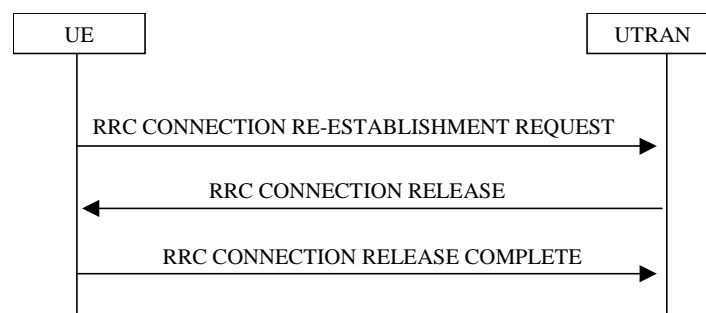 UE
UTRAN
RRC CONNECTION RE-ESTABLISHMENT REQUEST
RRC CONNECTION RELEASE
RRC CONNECTION RELEASE COMPLETE